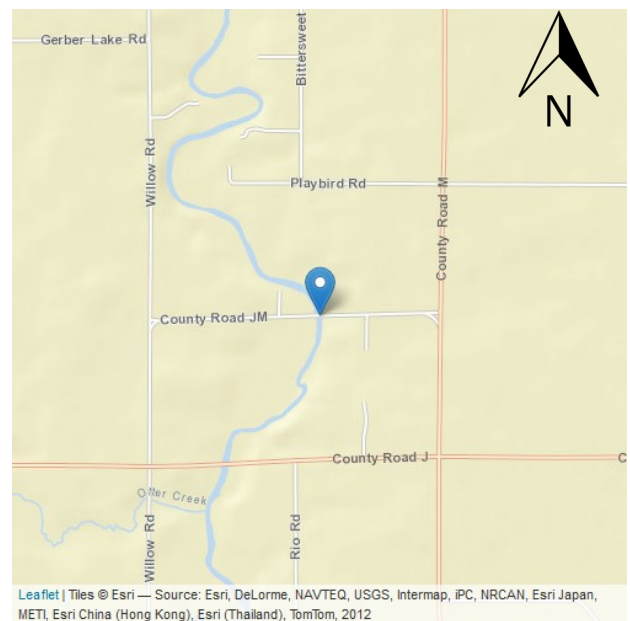 Gerber Lake Rd
Bittersweet
N
Willow Rd
Playbird Rd
County Road M
County Road JM
County Road J
C
Otter Creek
Willow Rd
Rio Rd
Leaflet | Tiles © Esri — Source: Esri, DeLorme, NAVTEQ, USGS, Intermap, iPC, NRCAN, Esri Japan,
METI, Esri China (Hong Kong), Esri (Thailand), TomTom, 2012